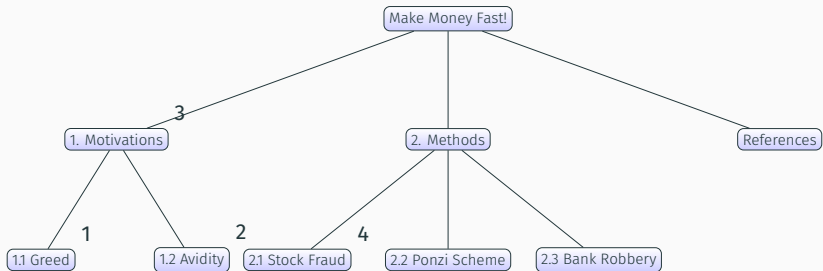 Make Money Fast!
3
1. Motivations
2. Methods
References
1
2
4
1.1 Greed
1.2 Avidity
2.1 Stock Fraud
2.2 Ponzi Scheme
2.3 Bank Robbery